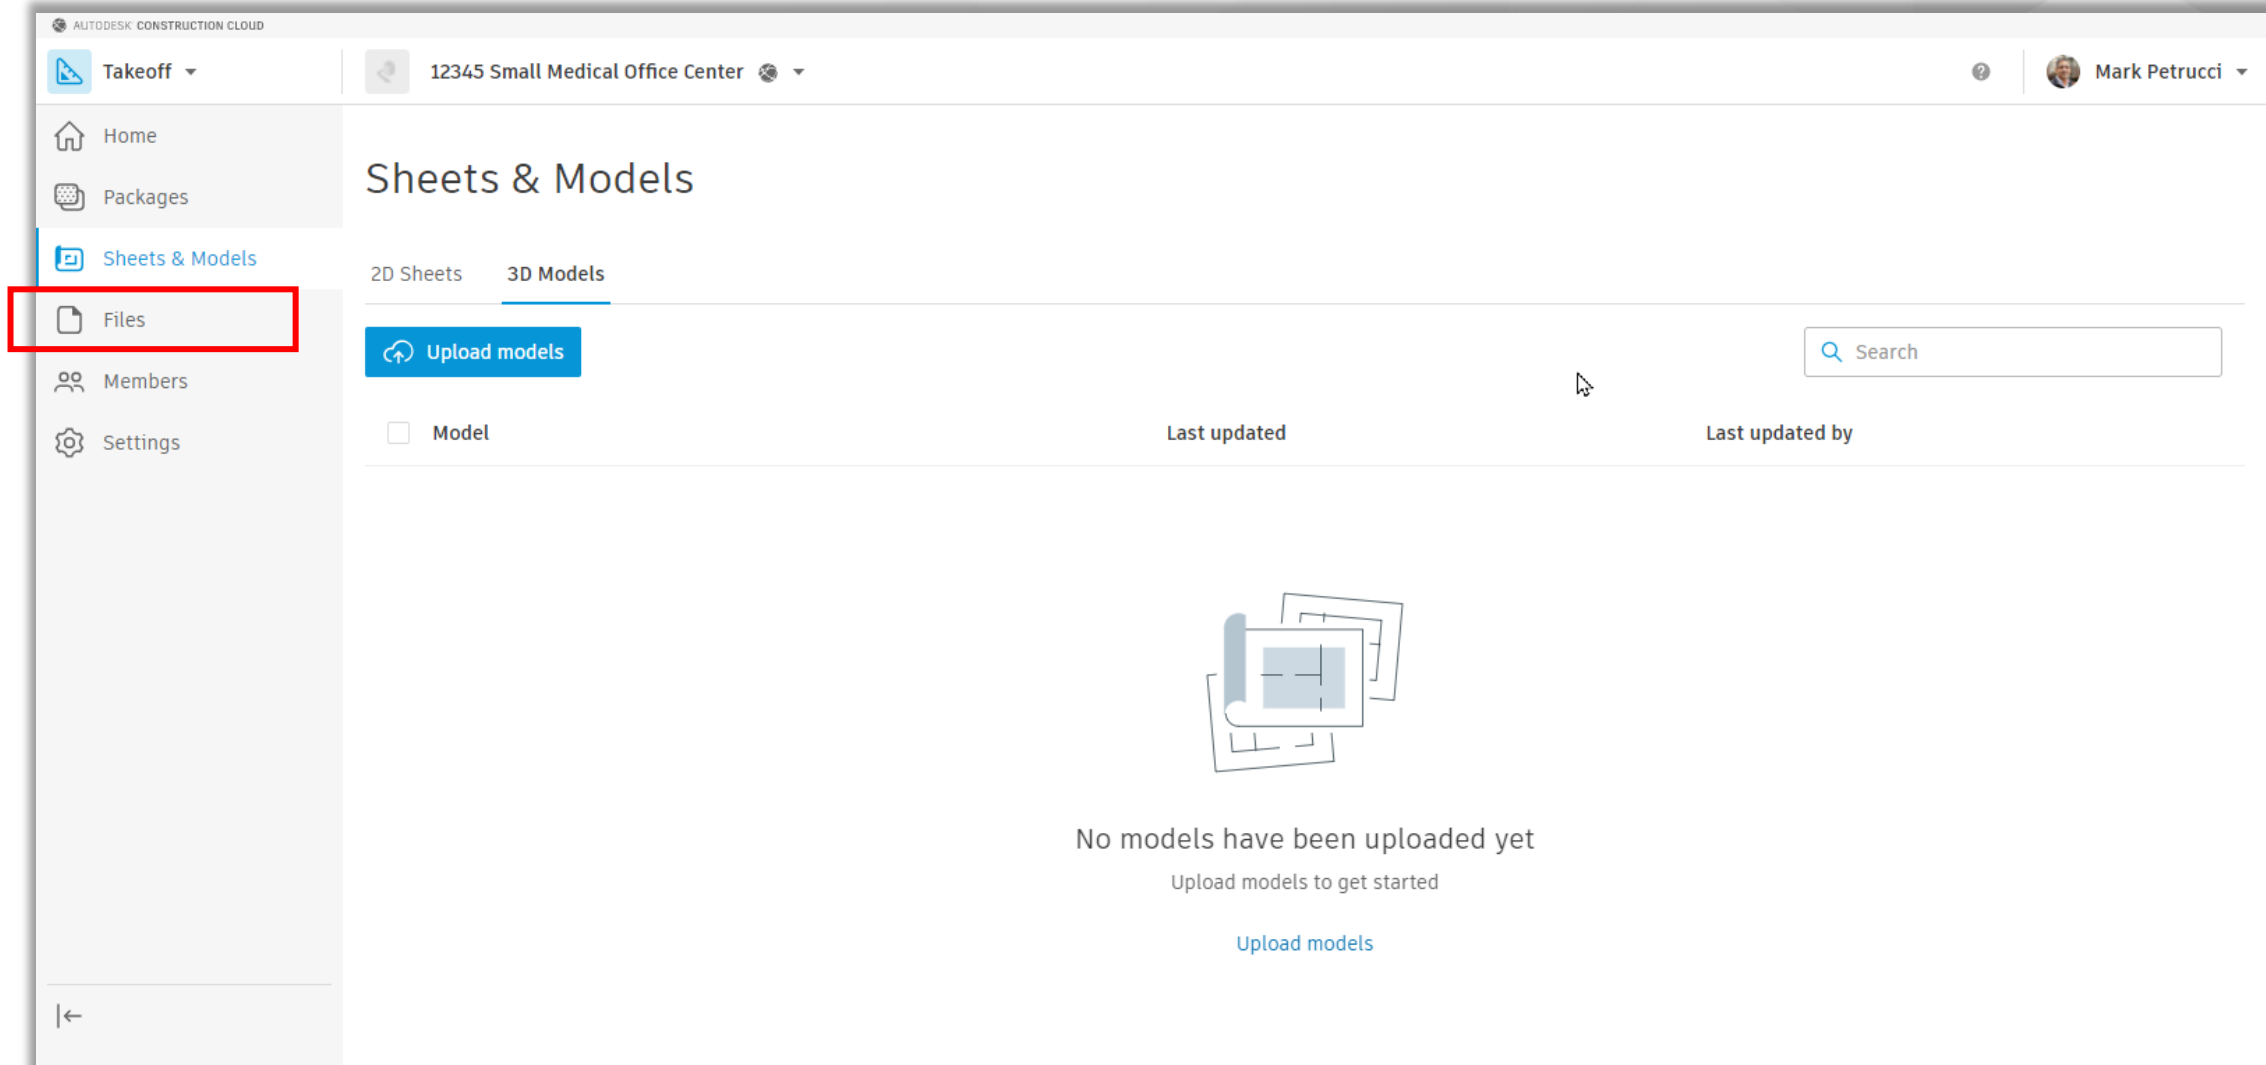 AUTODESK CONSTRUCTION CLOUD
Takeoff
12345 Small Medical Office Center
Mark Petrucci
Home
Packages
Sheets & Models
Files
Members
Settings
Sheets & Models
2D Sheets 3D Models
Upload models
Search
Model Last updated Last updated by
No models have been uploaded yet
Upload models to get started
Upload models